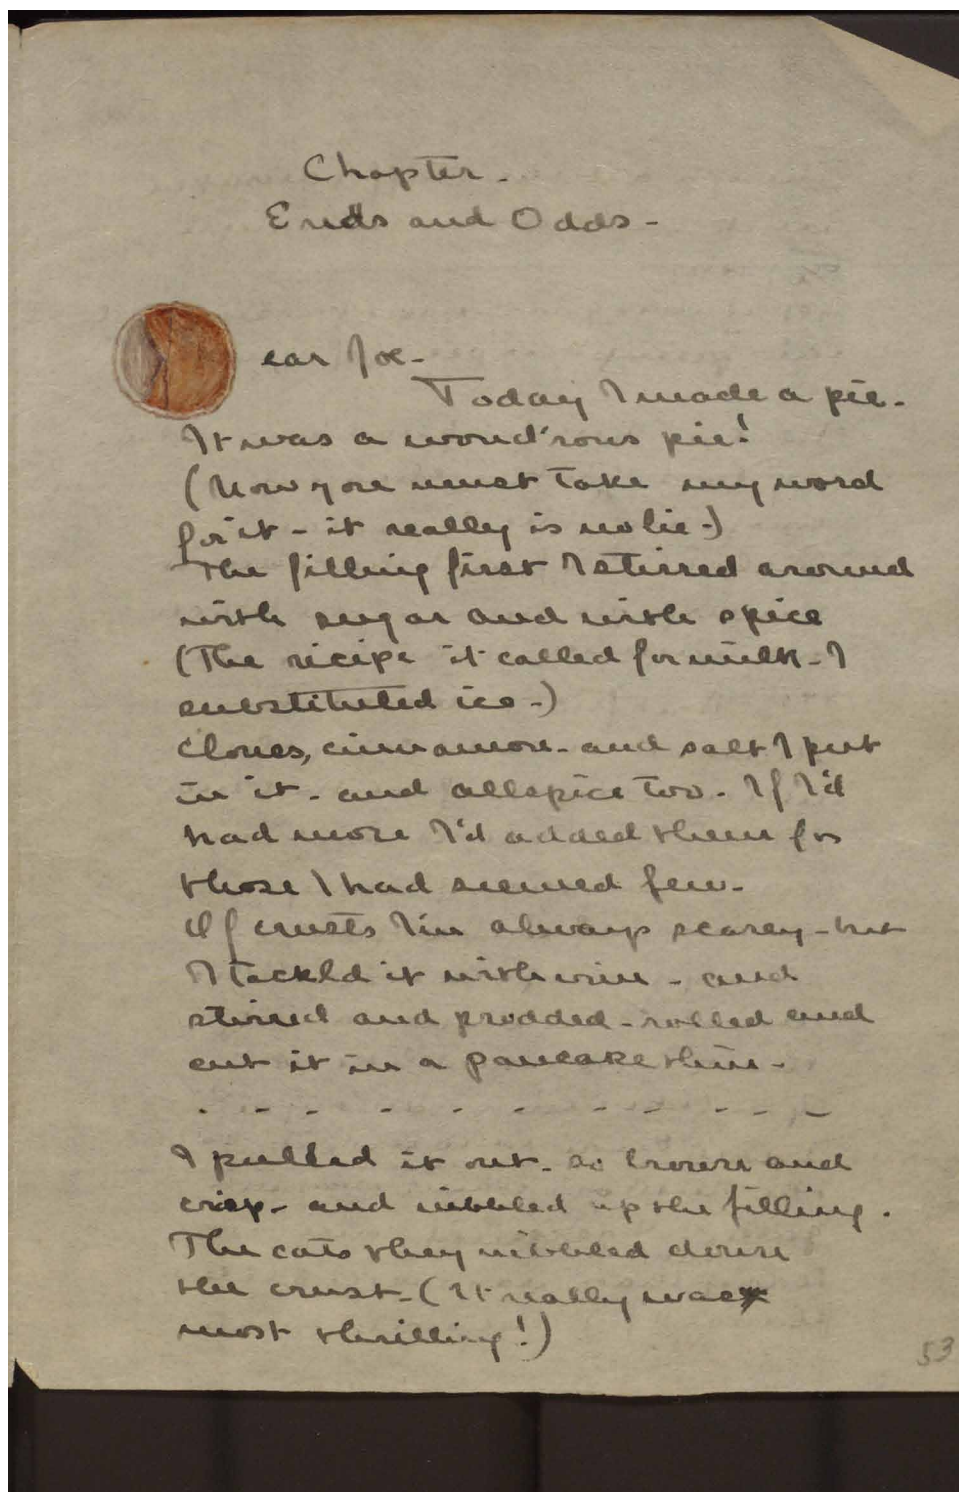 Chapter.
Ends and Odds -
Dear Joe -
Today I made a pie.
It was a wond'rous pie!
(Now you must take my word
for it - it really is no lie -)
The filling first I stirred around
with sugar and with spice
(The recipe it called for milk - I
substituted ice -)
Cloves, cinnamon - and salt I put
in it - and allspice too. If I'd
had more I'd added them for
those I had seemed few -
Of crusts I'm always scarey - but
I tackld it with vim - and
stirred and prodded - rolled and
cut it in a pancake thin -
. - - - - - - - - - - -
I pulled it out - so brown and
crisp - and nibbled up the filling.
The cats they nibbled down
the crust - (It really was
most thrilling!)
53